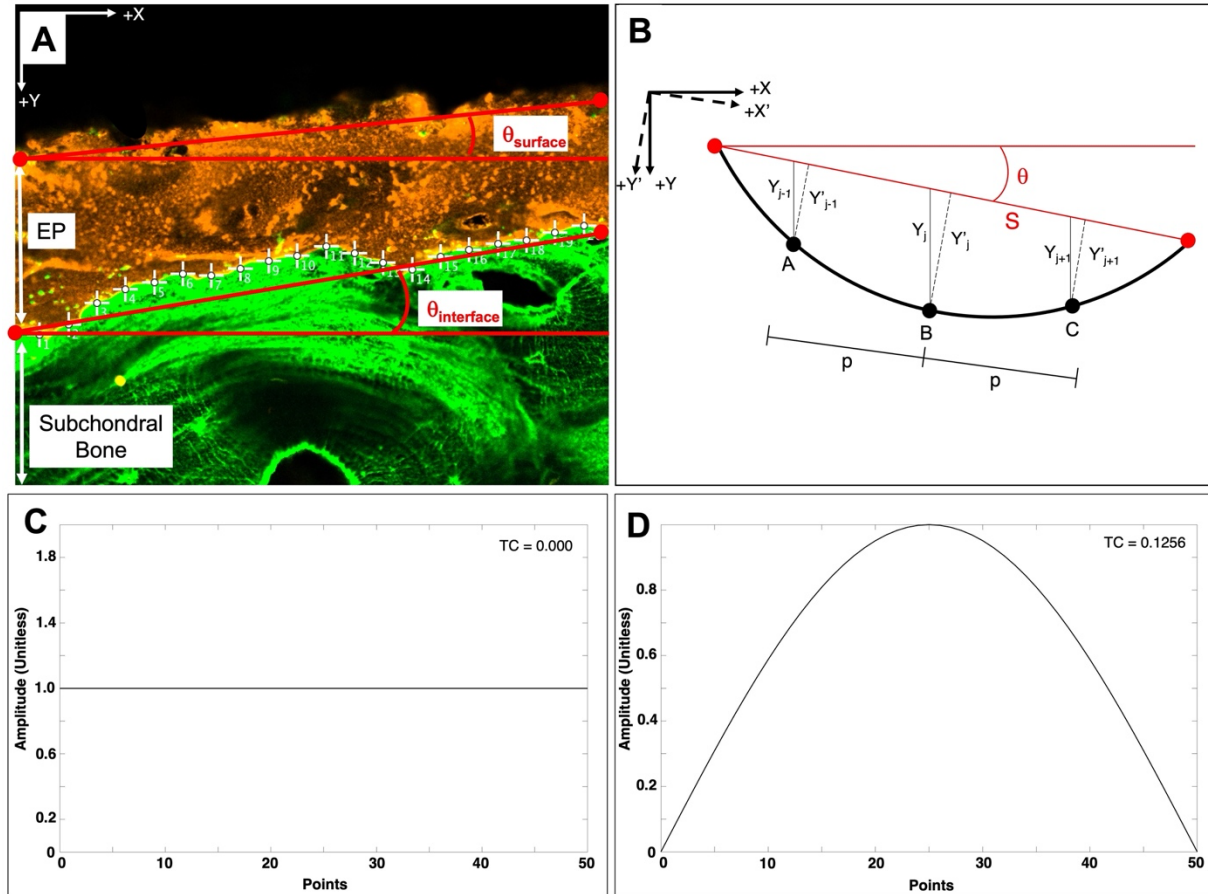 A
+X
+Y
θsurface
EP
1
2
3
4
5
6
7
8
9
10
11
12
14
15
16
17
18
19
θinterface
Subchondral
Bone
B
+X
+X'
+Y'
+Y
θ
S
Yj-1
Y'j-1
Yj
Y'j
Yj+1
Y'j+1
A
B
C
p
p
C
TC = 0.000
Amplitude (Unitless)
1.8
1.4
1.0
0.6
0.2
0
0
10
20
30
40
50
Points
D
TC = 0.1256
Amplitude (Unitless)
0.8
0.6
0.4
0.2
0
0
10
20
30
40
50
Points